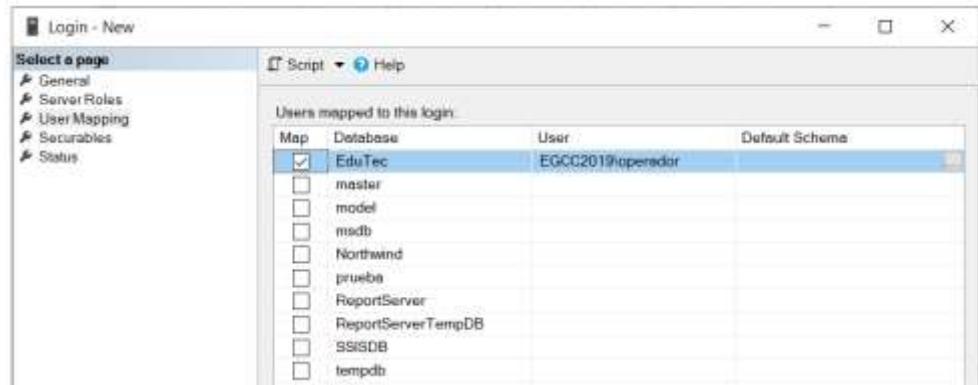 Login - New
Select a page
General
Server Roles
User Mapping
Securables
Status
Script Help
Users mapped to this login:
Map Database User Default Schema
EduTec EGCC2019\operador
master
model
msdb
Northwind
prueba
ReportServer
ReportServerTempDB
SSISDB
tempdb